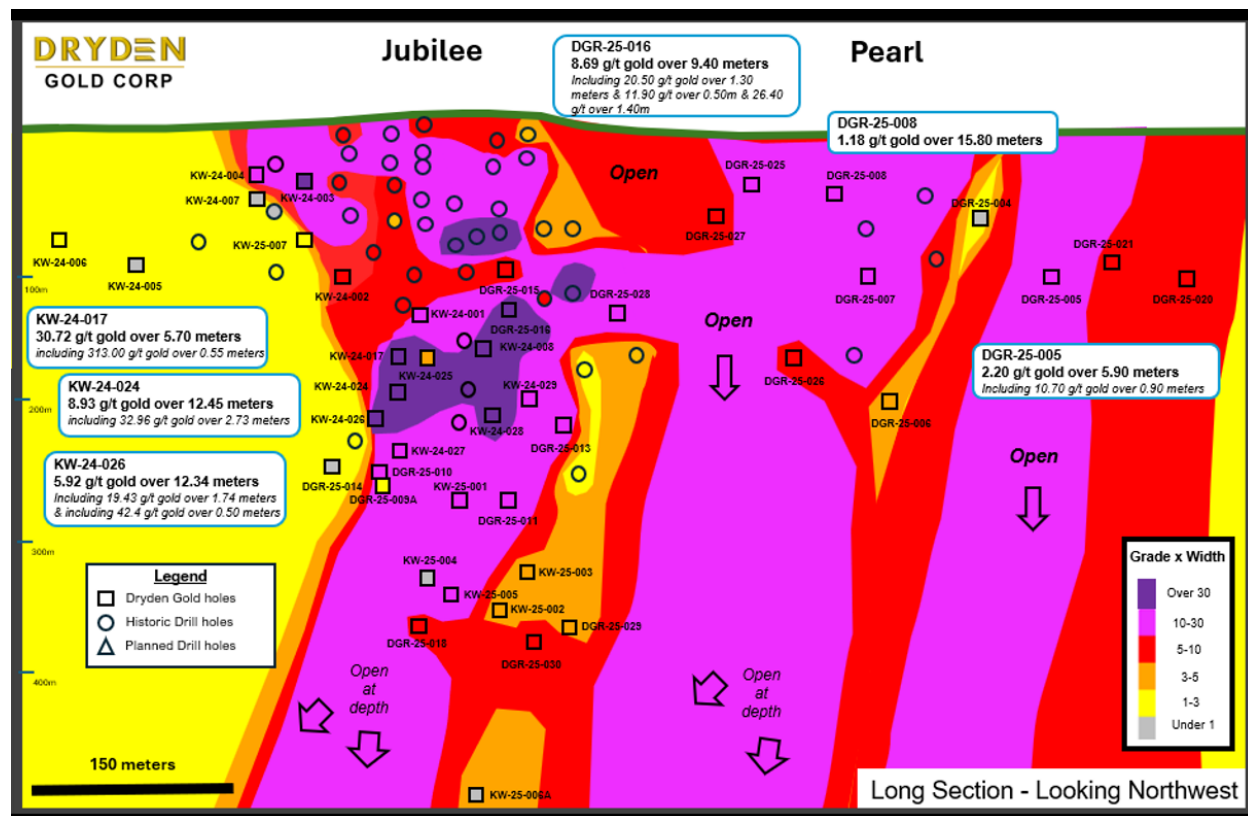 DRYDEN
GOLD CORP
Jubilee
Pearl
DGR-25-016
8.69 g/t gold over 9.40 meters
Including 20.50 g/t gold over 1.30
meters & 11.90 g/t over 0.50m & 26.40
g/t over 1.40m
DGR-25-008
1.18 g/t gold over 15.80 meters
KW-24-004
KW-24-003
KW-24-007
Open
DGR-25-025
DGR-25-008
DGR-25-004
KW-24-006
KW-24-005
KW-25-007
DGR-25-027
DGR-25-021
100m
KW-24-002
DGR-25-015
DGR-25-028
DGR-25-007
DGR-25-005
DGR-25-020
KW-24-017
30.72 g/t gold over 5.70 meters
including 313.00 g/t gold over 0.55 meters
KW-24-001
DGR-25-016
Open
KW-24-017
KW-24-025
KW-24-008
DGR-25-026
DGR-25-005
2.20 g/t gold over 5.90 meters
Including 10.70 g/t gold over 0.90 meters
KW-24-024
8.93 g/t gold over 12.45 meters
including 32.96 g/t gold over 2.73 meters
KW-24-024
KW-24-029
200m
KW-24-026
KW-24-028
DGR-25-006
KW-24-026
5.92 g/t gold over 12.34 meters
Including 19.43 g/t gold over 1.74 meters
& including 42.4 g/t gold over 0.50 meters
KW-24-027
DGR-25-013
Open
DGR-25-014
DGR-25-010
DGR-25-009A
KW-25-001
DGR-25-011
300m
KW-25-004
KW-25-003
KW-25-005
KW-25-002
DGR-25-018
DGR-25-029
DGR-25-030
Legend
Dryden Gold holes
Historic Drill holes
Planned Drill holes
400m
Open
at
depth
Open
at
depth
Grade x Width
Over 30
10-30
5-10
3-5
1-3
Under 1
150 meters
KW-25-006A
Long Section - Looking Northwest